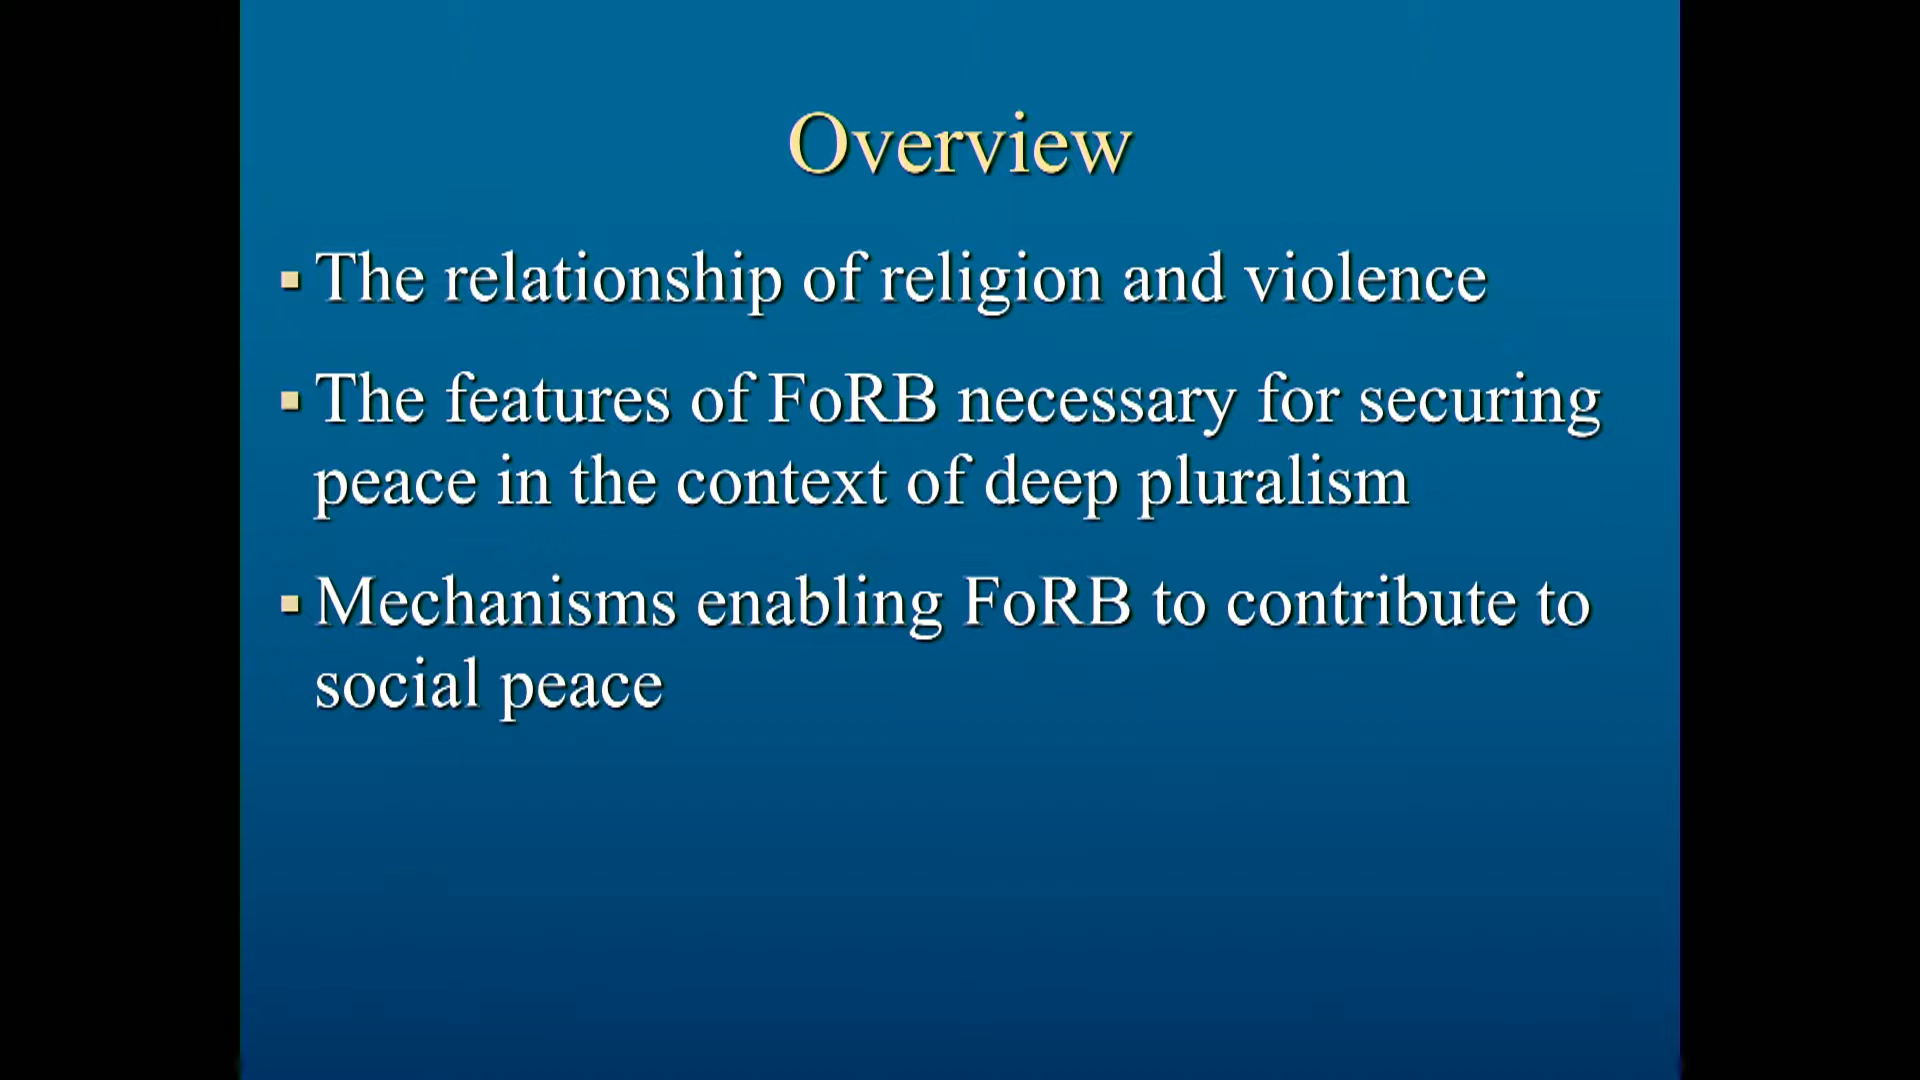 Overview
▪ The relationship of religion and violence
▪ The features of FoRB necessary for securing
peace in the context of deep pluralism
▪ Mechanisms enabling FoRB to contribute to
social peace